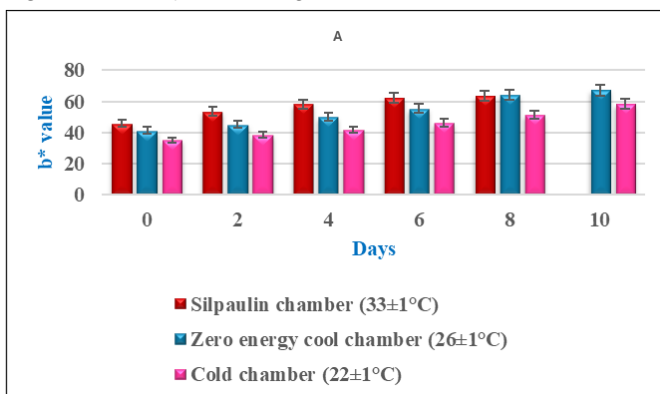 A
80
60
40
20
0
b* value
0 2 4 6 8 10
Days
Silpaulin chamber (33±1°C)
Zero energy cool chamber (26±1°C)
Cold chamber (22±1°C)